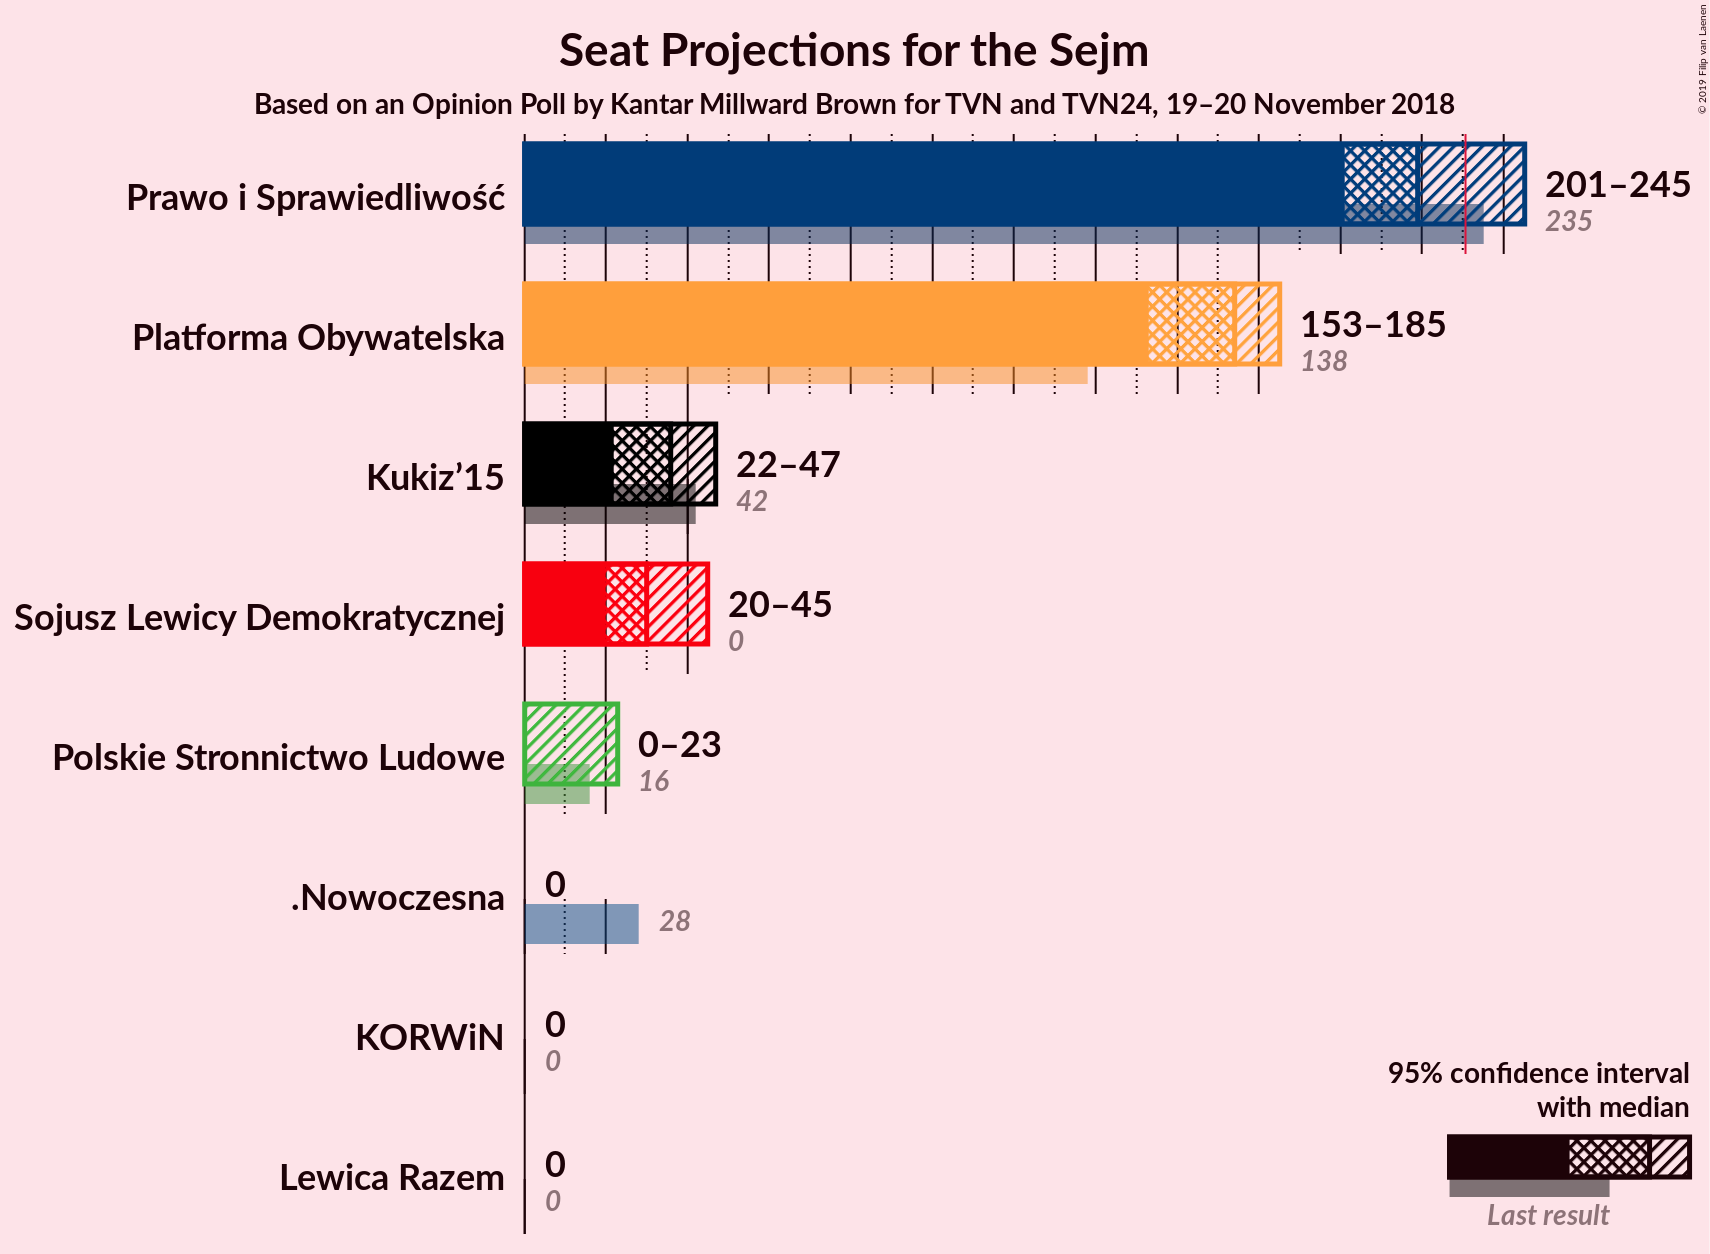 Seat Projections for the Sejm
Based on an Opinion Poll by Kantar Millward Brown for TVN and TVN24, 19–20 November 2018
© 2019 Filip van Laenen
Prawo i Sprawiedliwość
201–245
235
Platforma Obywatelska
153–185
138
Kukiz’15
22–47
42
Sojusz Lewicy Demokratycznej
20–45
0
Polskie Stronnictwo Ludowe
0–23
16
.Nowoczesna
0
28
KORWiN
0
0
Lewica Razem
0
0
95% confidence interval
with median
Last result